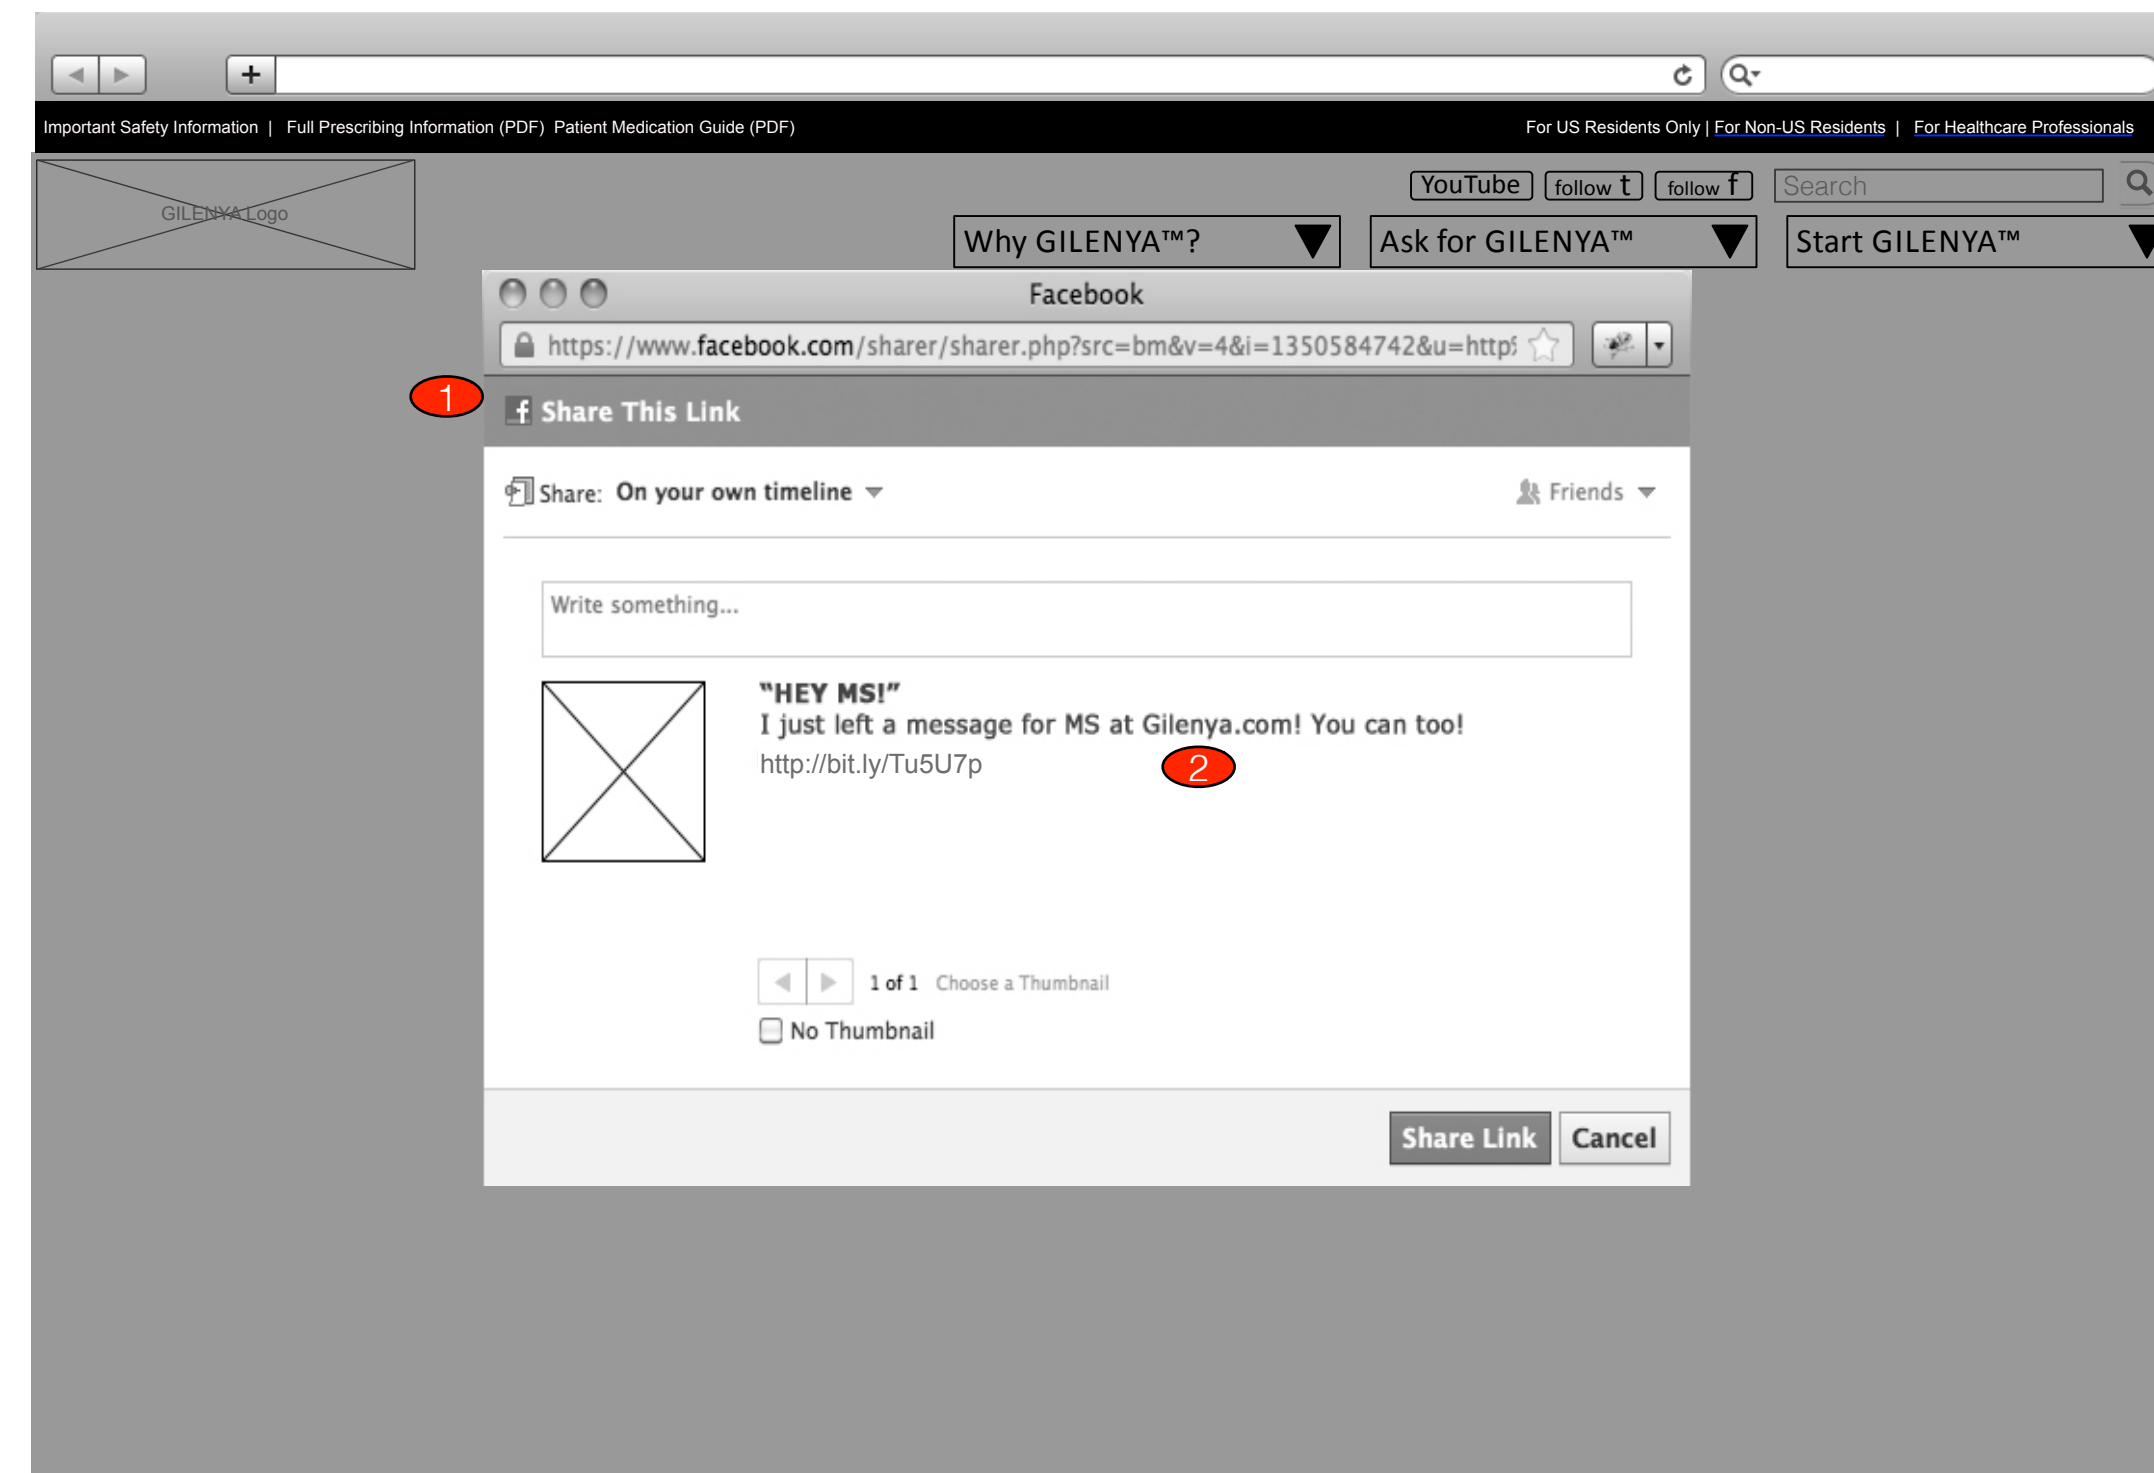 Important Safety Information | Full Prescribing Information (PDF) Patient Medication Guide (PDF) For US Residents Only | For Non-US Residents | For Healthcare Professionals
GILENYA Logo
YouTube follow t follow f Search
Why GILENYA™? Ask for GILENYA™ Start GILENYA™
Facebook
https://www.facebook.com/sharer/sharer.php?src=bm&v=4&i=1350584742&u=http%
1
f Share This Link
Share: On your own timeline Friends
Write something...
“HEY MS!”
I just left a message for MS at Gilenya.com! You can too!
http://bit.ly/Tu5U7p
2
1 of 1 Choose a Thumbnail
No Thumbnail
Share Link Cancel